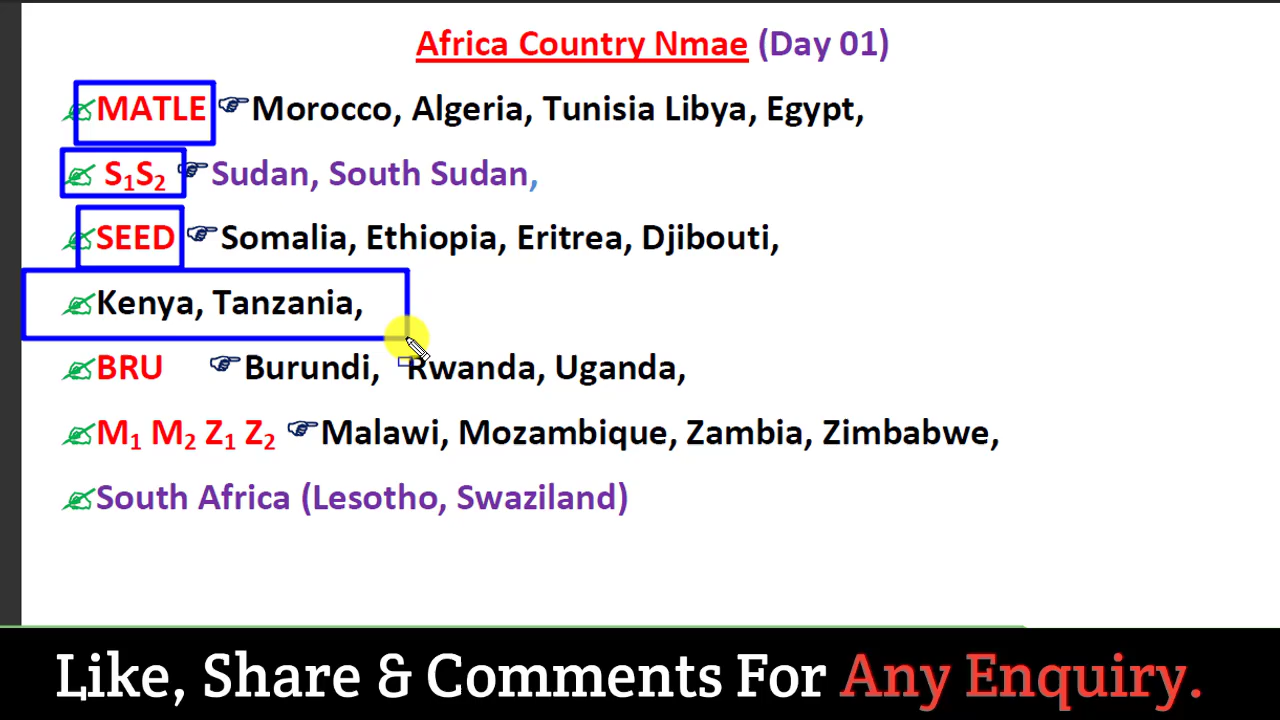 Africa Country Nmae (Day 01)
MATLE Morocco, Algeria, Tunisia Libya, Egypt,
S₁S₂ Sudan, South Sudan,
SEED Somalia, Ethiopia, Eritrea, Djibouti,
Kenya, Tanzania,
BRU Burundi, Rwanda, Uganda,
M₁ M₂ Z₁ Z₂ Malawi, Mozambique, Zambia, Zimbabwe,
South Africa (Lesotho, Swaziland)
Like, Share & Comments For Any Enquiry.